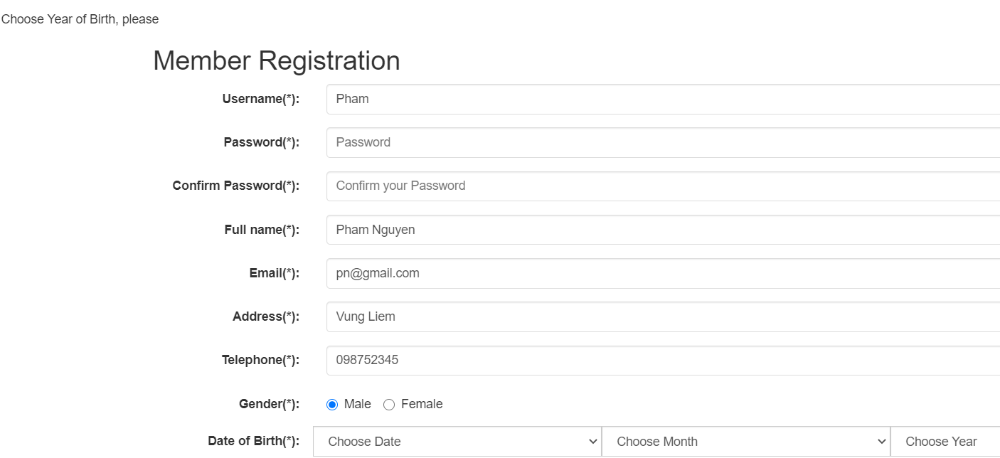 Choose Year of Birth, please
Member Registration
Username(*): Pham
Password(*): Password
Confirm Password(*): Confirm your Password
Full name(*): Pham Nguyen
Email(*): pn@gmail.com
Address(*): Vung Liem
Telephone(*): 098752345
Gender(*): Male Female
Date of Birth(*): Choose Date Choose Month Choose Year